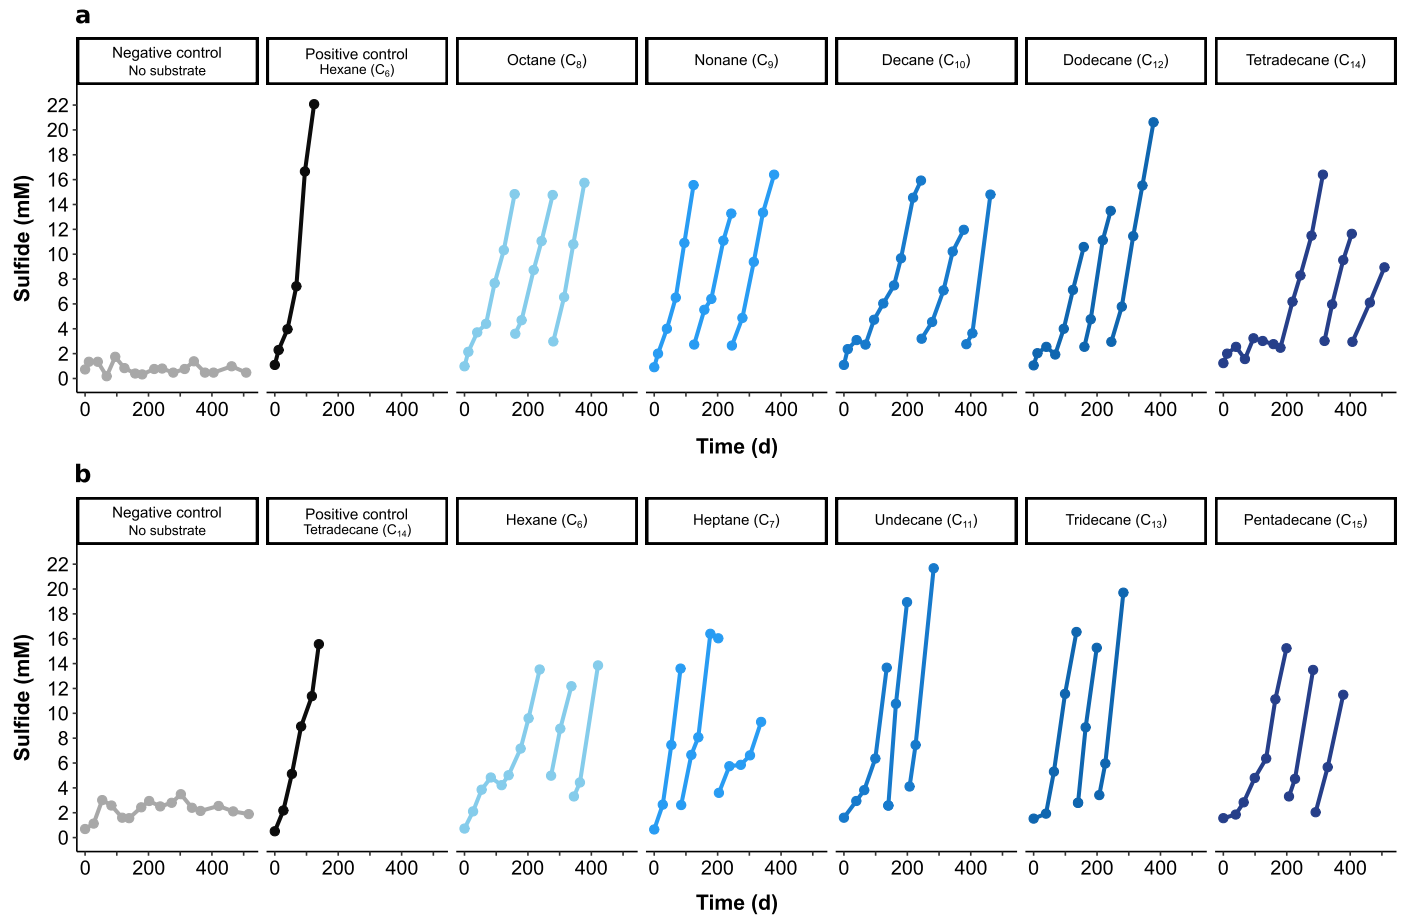 a
Negative control
No substrate
Positive control
Hexane (C₆)
Octane (C₈)
Nonane (C₉)
Decane (C₁₀)
Dodecane (C₁₂)
Tetradecane (C₁₄)
Sulfide (mM)
22
20
18
16
14
12
10
8
6
4
2
0
0 200 400
0 200 400
0 200 400
0 200 400
0 200 400
0 200 400
0 200 400
Time (d)
b
Negative control
No substrate
Positive control
Tetradecane (C₁₄)
Hexane (C₆)
Heptane (C₇)
Undecane (C₁₁)
Tridecane (C₁₃)
Pentadecane (C₁₅)
Sulfide (mM)
22
20
18
16
14
12
10
8
6
4
2
0
0 200 400
0 200 400
0 200 400
0 200 400
0 200 400
0 200 400
0 200 400
Time (d)